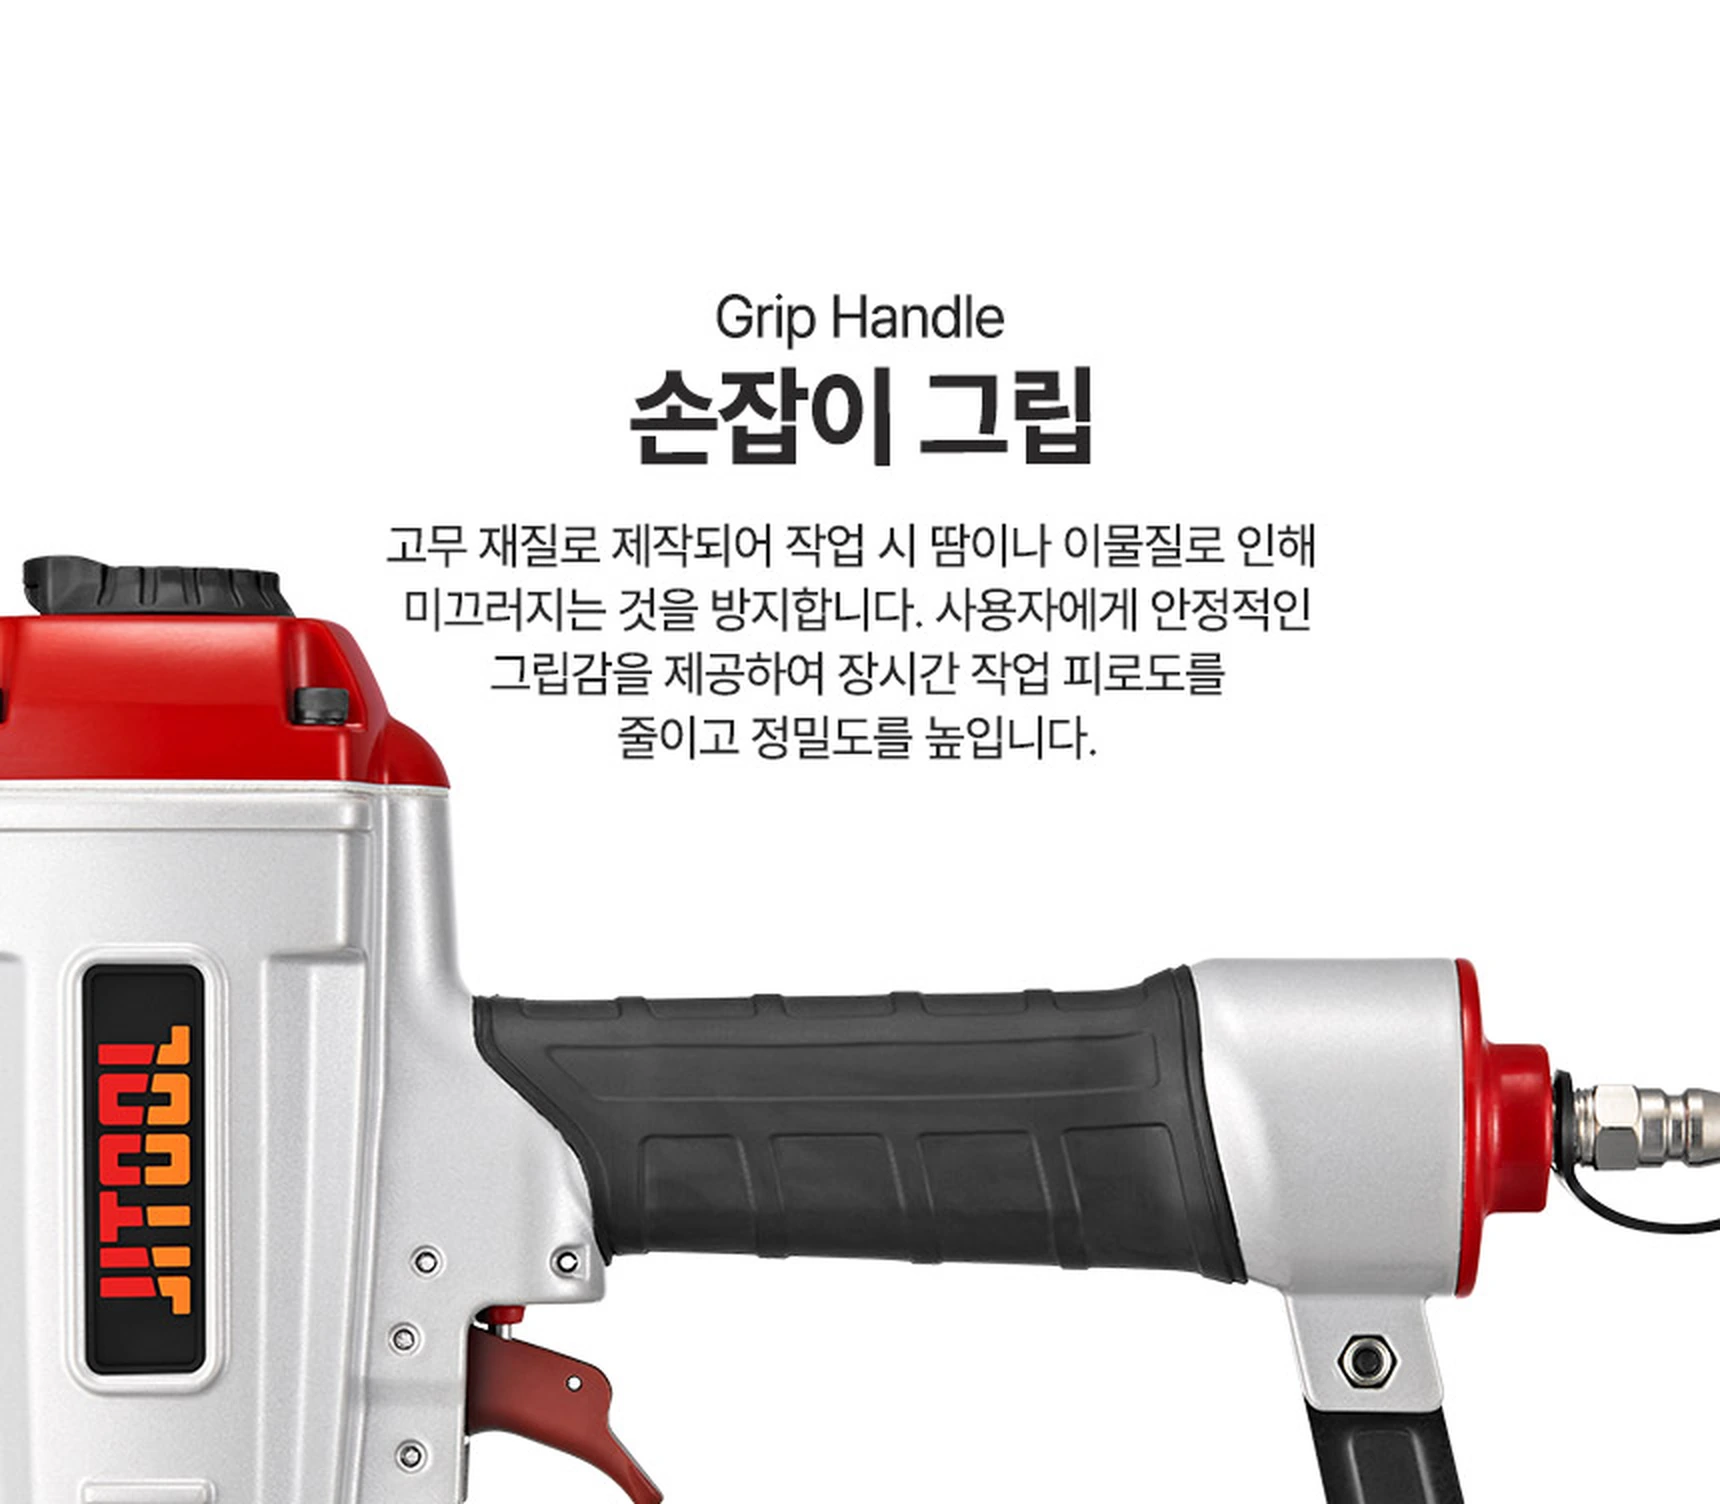 Grip Handle
손잡이 그립
고무 재질로 제작되어 작업 시 땀이나 이물질로 인해
미끄러지는 것을 방지합니다. 사용자에게 안정적인
그립감을 제공하여 장시간 작업 피로도를
줄이고 정밀도를 높입니다.
JITOOL